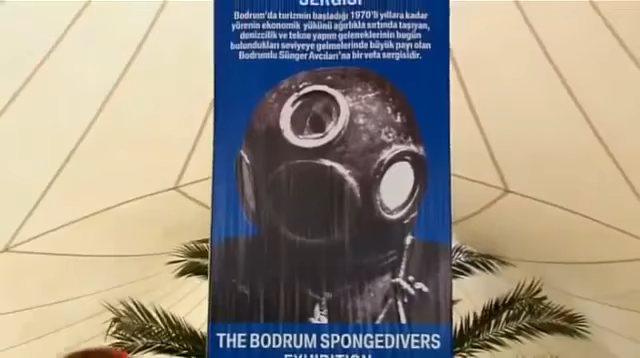 SERGİSİ
Bodrum'da turizmin başladığı 1970'li yıllara kadar
yörenin ekonomik yükünü ağırlıkla sırtında taşıyan,
denizcilik ve tekne yapım geleneklerinin bugün
bulundukları seviyeye gelmelerinde büyük payı olan
Bodrumlu Sünger Avcıları'na bir vefa sergisidir.
THE BODRUM SPONGEDIVERS
EXHIBITION